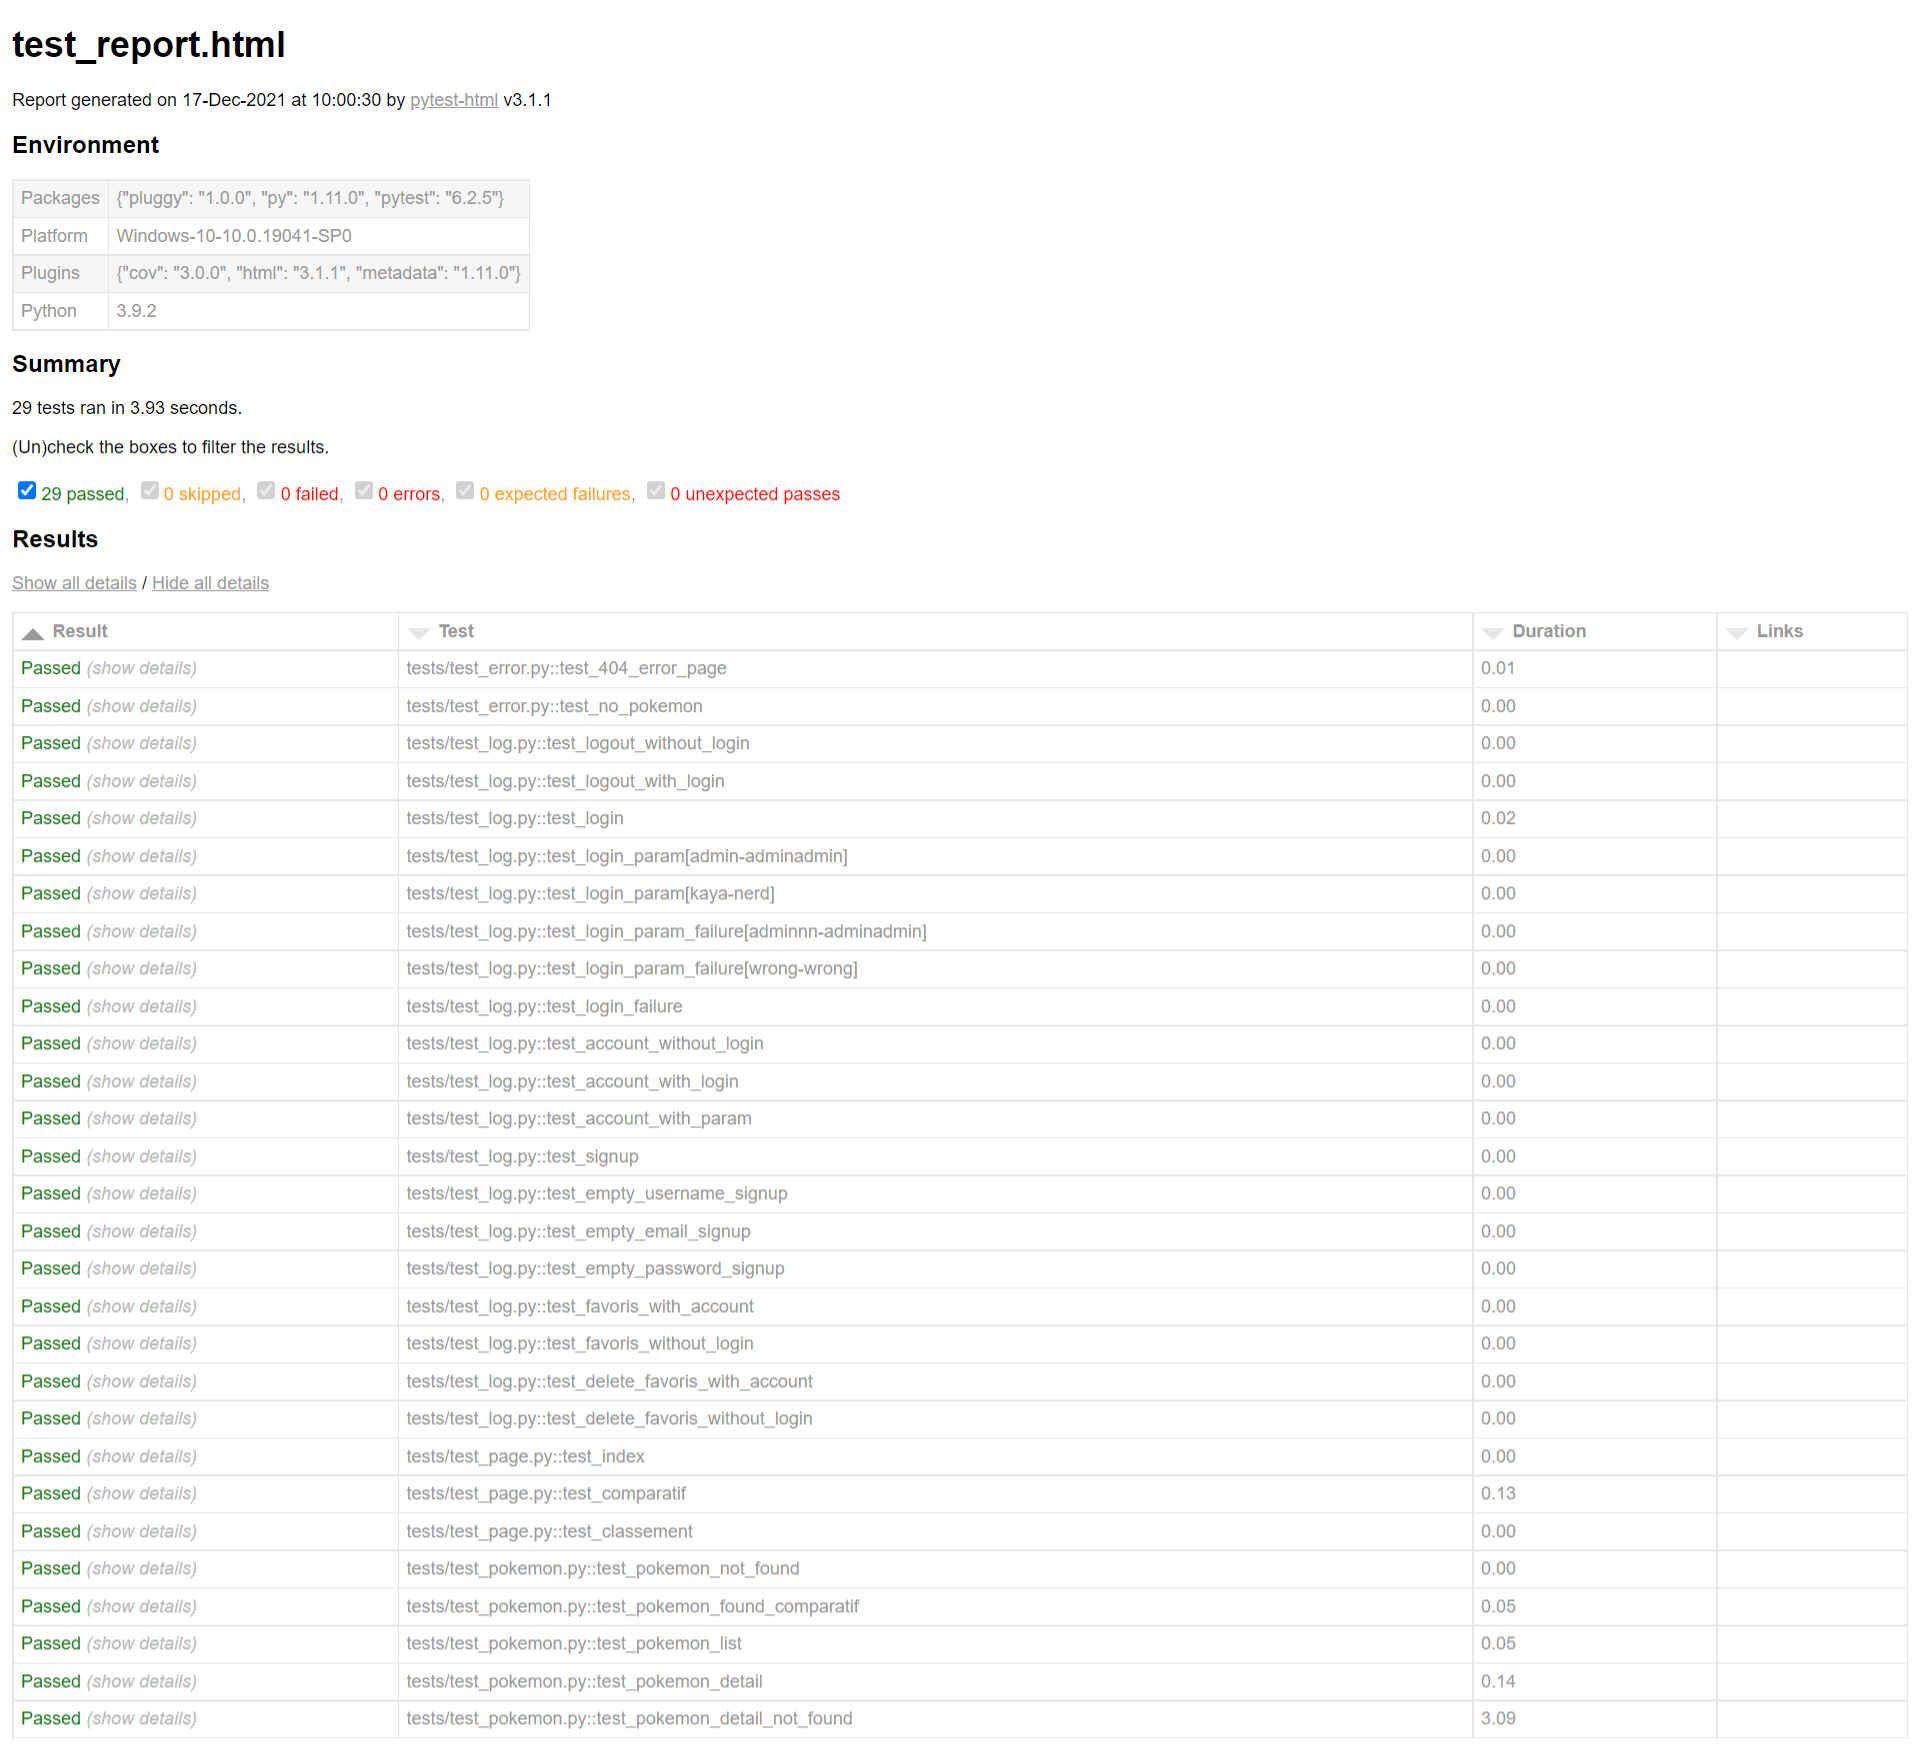 test_report.html
Report generated on 17-Dec-2021 at 10:00:30 by pytest-html v3.1.1
Environment
Packages {"pluggy": "1.0.0", "py": "1.11.0", "pytest": "6.2.5"}
Platform Windows-10-10.0.19041-SP0
Plugins {"cov": "3.0.0", "html": "3.1.1", "metadata": "1.11.0"}
Python 3.9.2
Summary
29 tests ran in 3.93 seconds.
(Un)check the boxes to filter the results.
29 passed, 0 skipped, 0 failed, 0 errors, 0 expected failures, 0 unexpected passes
Results
Show all details / Hide all details
Result Test Duration Links
Passed (show details) tests/test_error.py::test_404_error_page 0.01
Passed (show details) tests/test_error.py::test_no_pokemon 0.00
Passed (show details) tests/test_log.py::test_logout_without_login 0.00
Passed (show details) tests/test_log.py::test_logout_with_login 0.00
Passed (show details) tests/test_log.py::test_login 0.02
Passed (show details) tests/test_log.py::test_login_param[admin-adminadmin] 0.00
Passed (show details) tests/test_log.py::test_login_param[kaya-nerd] 0.00
Passed (show details) tests/test_log.py::test_login_param_failure[adminnn-adminadmin] 0.00
Passed (show details) tests/test_log.py::test_login_param_failure[wrong-wrong] 0.00
Passed (show details) tests/test_log.py::test_login_failure 0.00
Passed (show details) tests/test_log.py::test_account_without_login 0.00
Passed (show details) tests/test_log.py::test_account_with_login 0.00
Passed (show details) tests/test_log.py::test_account_with_param 0.00
Passed (show details) tests/test_log.py::test_signup 0.00
Passed (show details) tests/test_log.py::test_empty_username_signup 0.00
Passed (show details) tests/test_log.py::test_empty_email_signup 0.00
Passed (show details) tests/test_log.py::test_empty_password_signup 0.00
Passed (show details) tests/test_log.py::test_favoris_with_account 0.00
Passed (show details) tests/test_log.py::test_favoris_without_login 0.00
Passed (show details) tests/test_log.py::test_delete_favoris_with_account 0.00
Passed (show details) tests/test_log.py::test_delete_favoris_without_login 0.00
Passed (show details) tests/test_page.py::test_index 0.00
Passed (show details) tests/test_page.py::test_comparatif 0.13
Passed (show details) tests/test_page.py::test_classement 0.00
Passed (show details) tests/test_pokemon.py::test_pokemon_not_found 0.00
Passed (show details) tests/test_pokemon.py::test_pokemon_found_comparatif 0.05
Passed (show details) tests/test_pokemon.py::test_pokemon_list 0.05
Passed (show details) tests/test_pokemon.py::test_pokemon_detail 0.14
Passed (show details) tests/test_pokemon.py::test_pokemon_detail_not_found 3.09